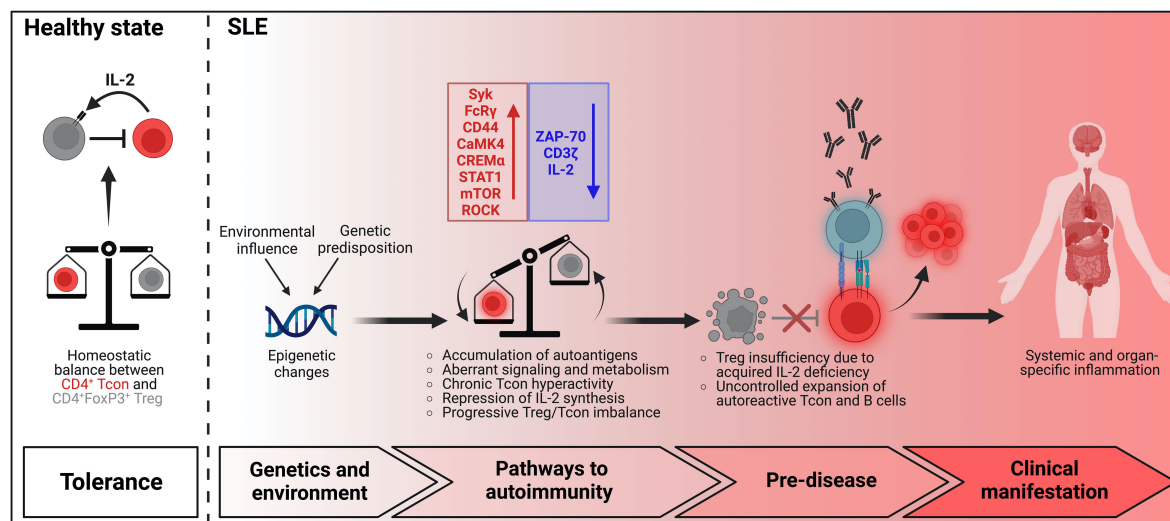 Healthy state
IL-2
Homeostatic
balance between
CD4⁺ Tcon and
CD4⁺FoxP3⁺ Treg
Tolerance
SLE
Environmental
influence
Genetic
predisposition
Epigenetic
changes
Syk
FcRγ
CD44
CaMK4
CREMα
STAT1
mTOR
ROCK
ZAP-70
CD3ζ
IL-2
○ Accumulation of autoantigens
○ Aberrant signaling and metabolism
○ Chronic Tcon hyperactivity
○ Repression of IL-2 synthesis
○ Progressive Treg/Tcon imbalance
○ Treg insufficiency due to
acquired IL-2 deficiency
○ Uncontrolled expansion of
autoreactive Tcon and B cells
Systemic and organ-
specific inflammation
Genetics and
environment
Pathways to
autoimmunity
Pre-disease
Clinical
manifestation